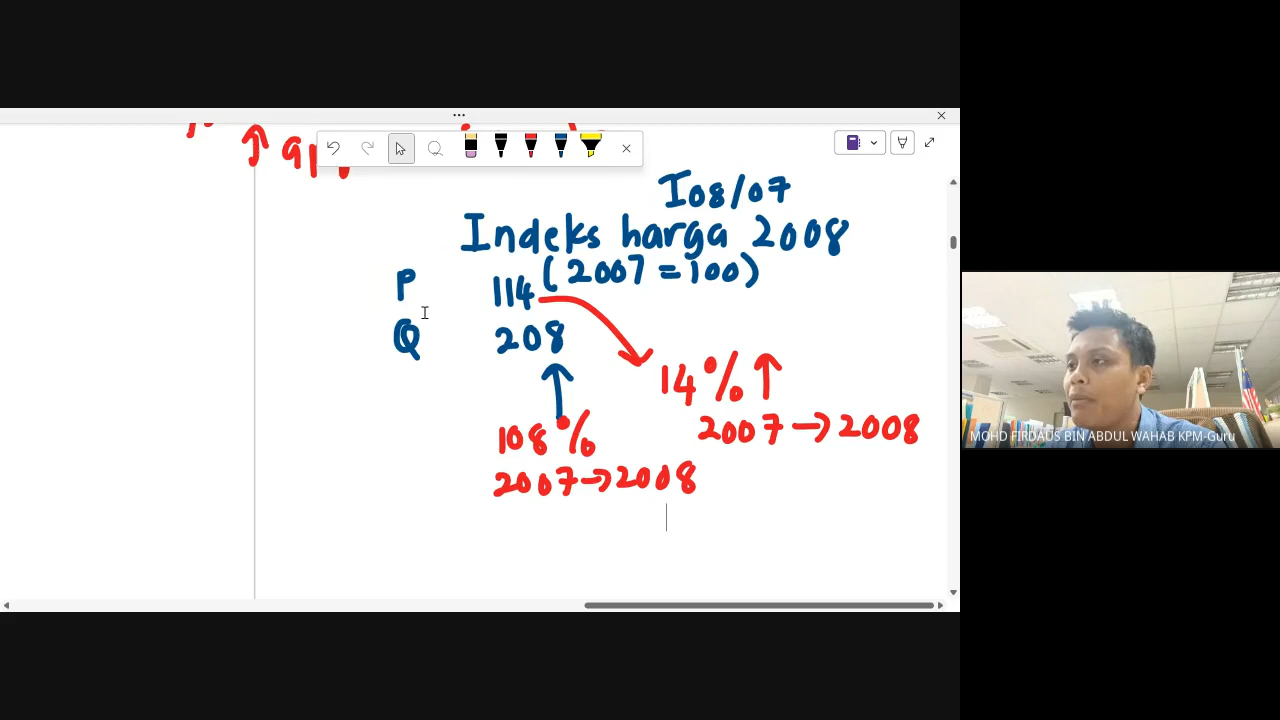 I08/07
Indeks harga 2008
(2007 = 100)
P 114
Q 208
14% ↑
2007 → 2008
108%
2007 → 2008
MOHD FIRDAUS BIN ABDUL WAHAB KPM-Guru